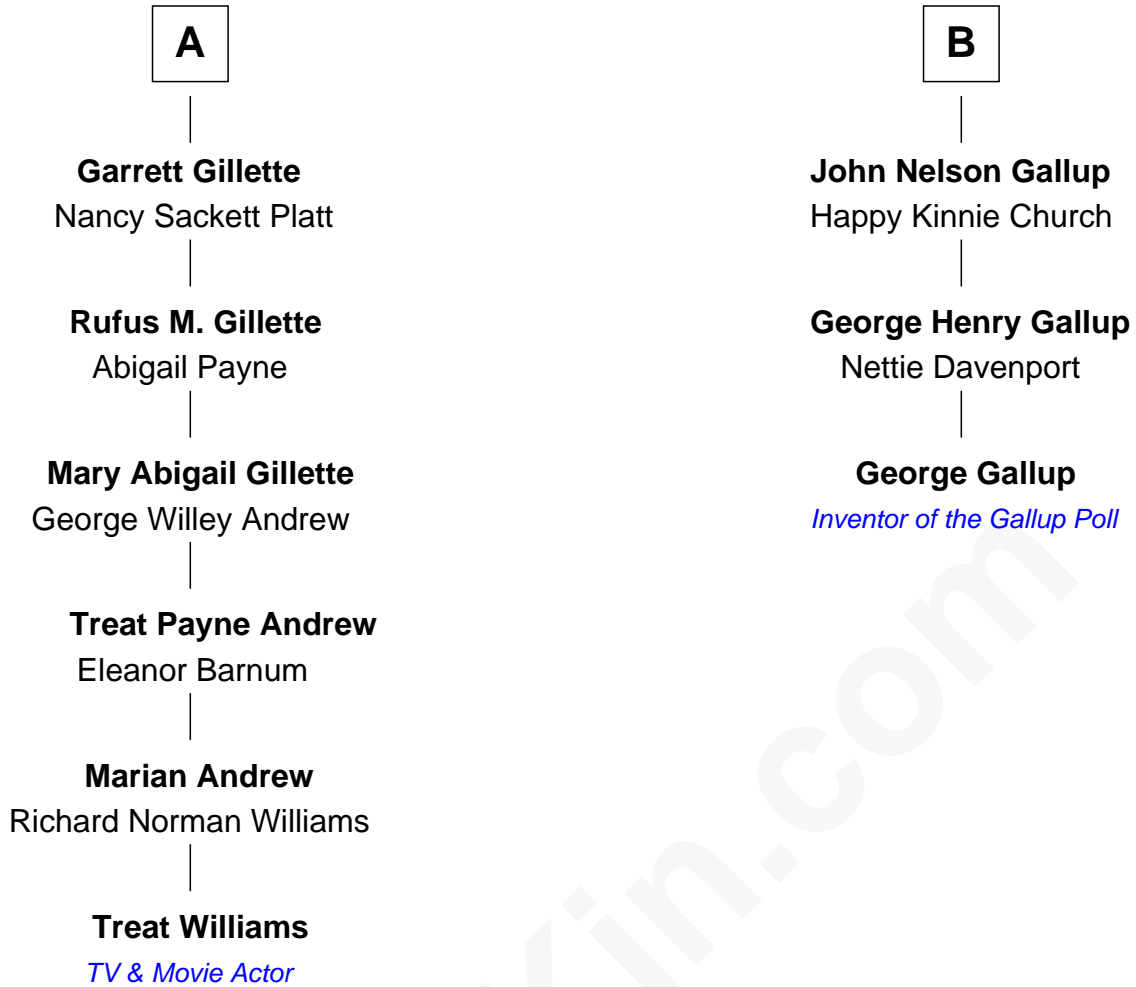 A
Garrett Gillette
Nancy Sackett Platt
Rufus M. Gillette
Abigail Payne
Mary Abigail Gillette
George Willey Andrew
Treat Payne Andrew
Eleanor Barnum
Marian Andrew
Richard Norman Williams
Treat Williams
TV & Movie Actor
B
John Nelson Gallup
Happy Kinnie Church
George Henry Gallup
Nettie Davenport
George Gallup
Inventor of the Gallup Poll
Kin.com